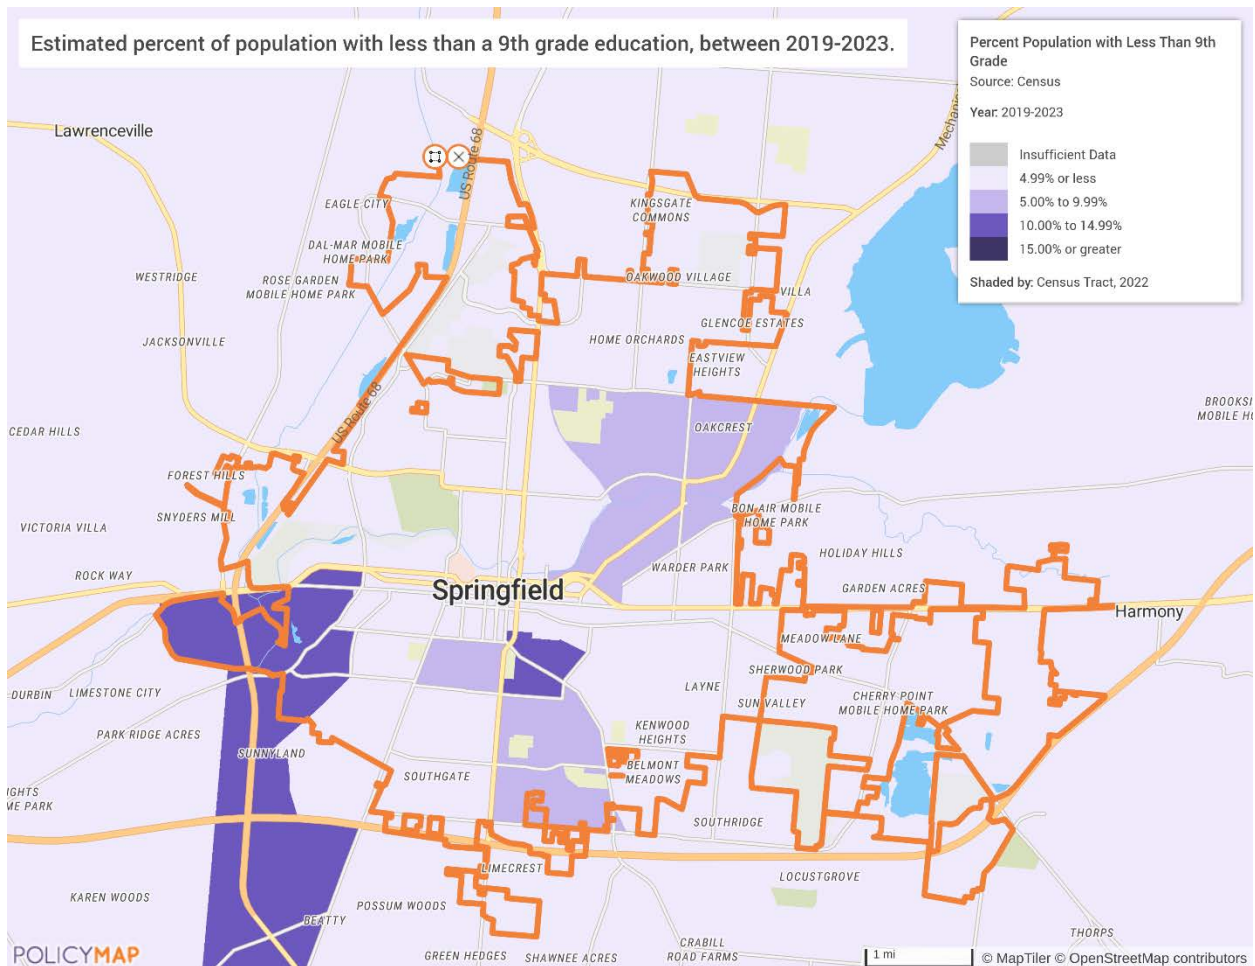 Estimated percent of population with less than a 9th grade education, between 2019-2023.
Percent Population with Less Than 9th
Grade
Source: Census
Year: 2019-2023
Insufficient Data
4.99% or less
5.00% to 9.99%
10.00% to 14.99%
15.00% or greater
Shaded by: Census Tract, 2022
Lawrenceville
US Route 68
EAGLE CITY
KINGSGATE
COMMONS
DAL-MAR MOBILE
HOME PARK
WESTRIDGE
ROSE GARDEN
MOBILE HOME PARK
OAKWOOD VILLAGE
VILLA
GLENCOE ESTATES
JACKSONVILLE
HOME ORCHARDS
EASTVIEW
HEIGHTS
US Route 68
CEDAR HILLS
OAKCREST
FOREST HILLS
SNYDERS MILL
VICTORIA VILLA
BON AIR MOBILE
HOME PARK
HOLIDAY HILLS
ROCK WAY
WARDER PARK
Springfield
GARDEN ACRES
Harmony
MEADOW LANE
SHERWOOD PARK
DURBIN
LIMESTONE CITY
LAYNE
SUN VALLEY
CHERRY POINT
MOBILE HOME PARK
PARK RIDGE ACRES
SUNNYLAND
KENWOOD
HEIGHTS
SOUTHGATE
BELMONT
MEADOWS
SOUTHRIDGE
LIMECREST
LOCUSTGROVE
KAREN WOODS
POSSUM WOODS
BEATTY
THORPS
GREEN HEDGES
SHAWNEE ACRES
CRABILL
ROAD FARMS
POLICYMAP
1 mi
© MapTiler © OpenStreetMap contributors